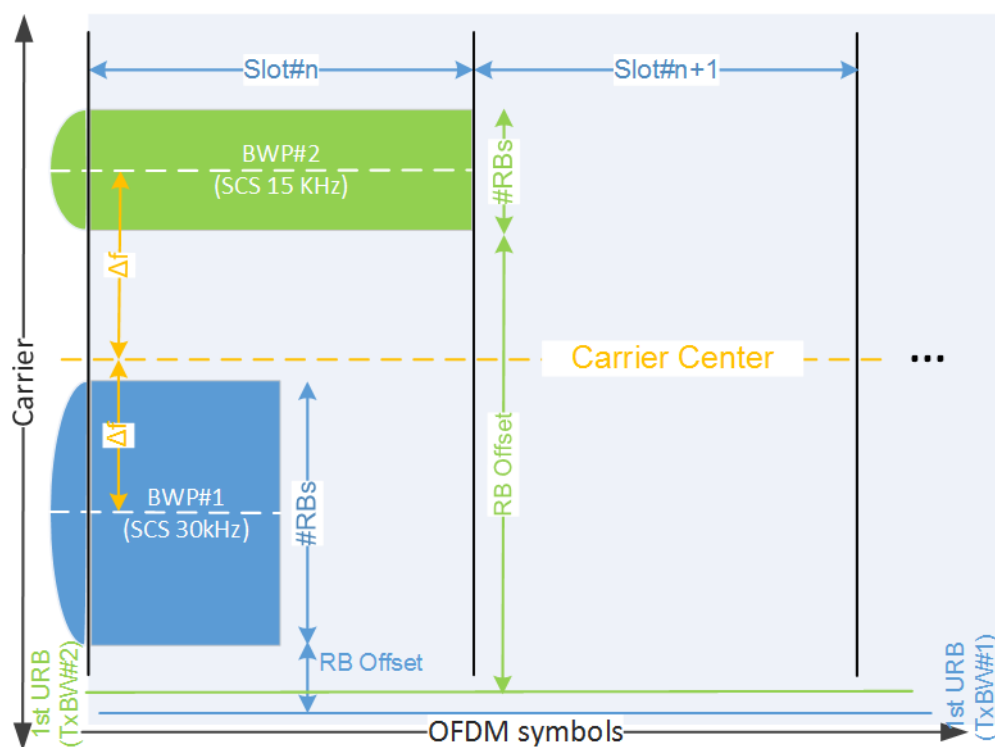 Slot#n
Slot#n+1
BWP#2
(SCS 15 KHz)
#RBs
Δf
Carrier
Carrier Center
...
Δf
RB Offset
BWP#1
(SCS 30kHz)
#RBs
RB Offset
1st URB
(TxBW#2)
1st URB
(TxBW#1)
OFDM symbols